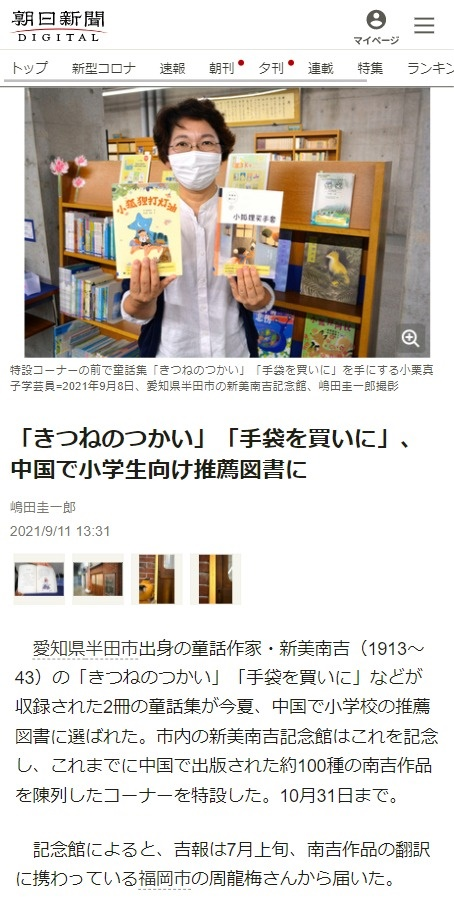 朝日新聞
DIGITAL
マイページ
トップ 新型コロナ 速報 朝刊 夕刊 連載 特集 ランキン
小狐狸打灯油
小狐狸买手套
特設コーナーの前で童話集「きつねのつかい」「手袋を買いに」を手にする小栗真
子学芸員=2021年9月8日、愛知県半田市の新美南吉記念館、嶋田圭一郎撮影
「きつねのつかい」「手袋を買いに」、
中国で小学生向け推薦図書に
嶋田圭一郎
2021/9/11 13:31
愛知県半田市出身の童話作家・新美南吉（1913～
43）の「きつねのつかい」「手袋を買いに」などが
収録された2冊の童話集が今夏、中国で小学校の推薦
図書に選ばれた。市内の新美南吉記念館はこれを記念
し、これまでに中国で出版された約100種の南吉作品
を陳列したコーナーを特設した。10月31日まで。
記念館によると、吉報は7月上旬、南吉作品の翻訳
に携わっている福岡市の周龍梅さんから届いた。